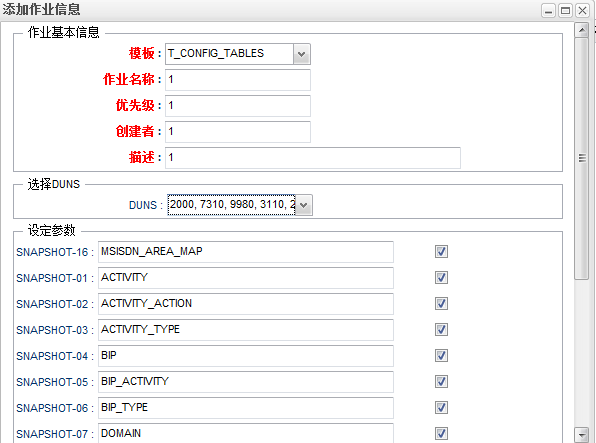 添加作业信息
作业基本信息
模板 : T_CONFIG_TABLES
作业名称 : 1
优先级 : 1
创建者 : 1
描述 : 1
选择DUNS
DUNS : 2000, 7310, 9980, 3110, 2
设定参数
SNAPSHOT-16 : MSISDN_AREA_MAP
SNAPSHOT-01 : ACTIVITY
SNAPSHOT-02 : ACTIVITY_ACTION
SNAPSHOT-03 : ACTIVITY_TYPE
SNAPSHOT-04 : BIP
SNAPSHOT-05 : BIP_ACTIVITY
SNAPSHOT-06 : BIP_TYPE
SNAPSHOT-07 : DOMAIN